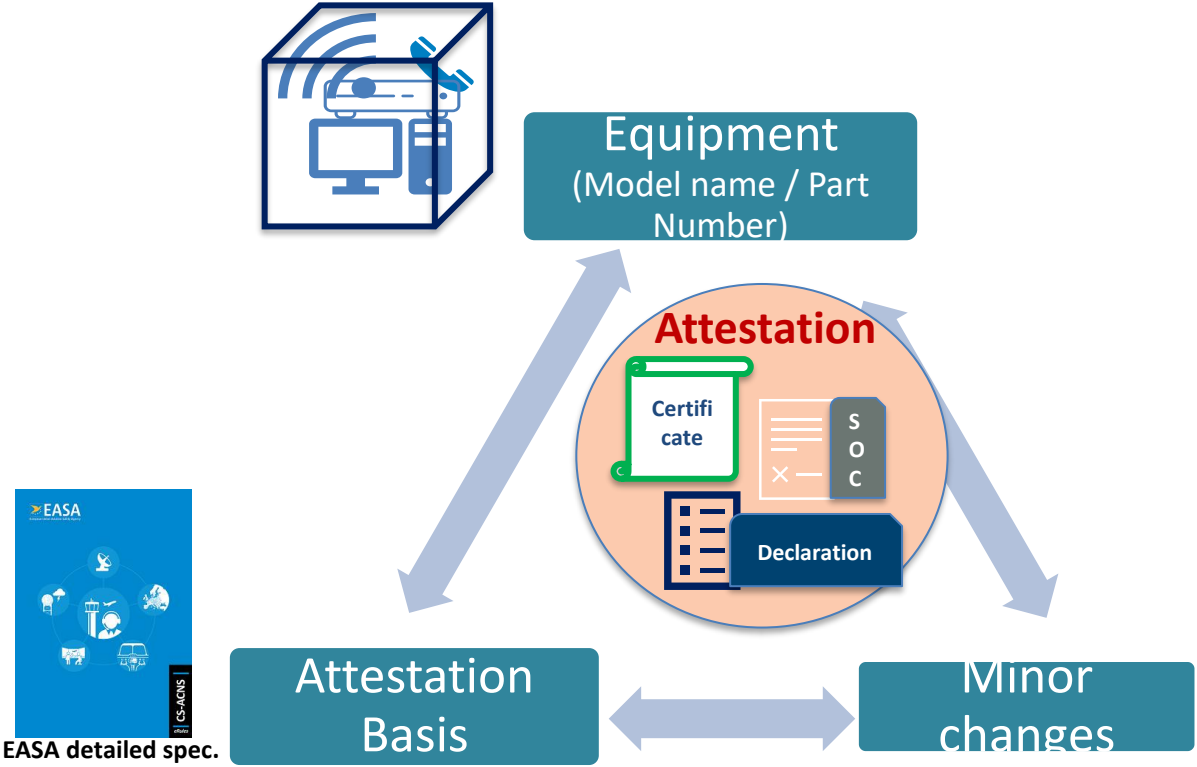 Equipment
(Model name / Part
Number)
Attestation
Certifi
cate
S
O
C
Declaration
EASA
CS-ACNS
eRules
EASA detailed spec.
Attestation
Basis
Minor
changes